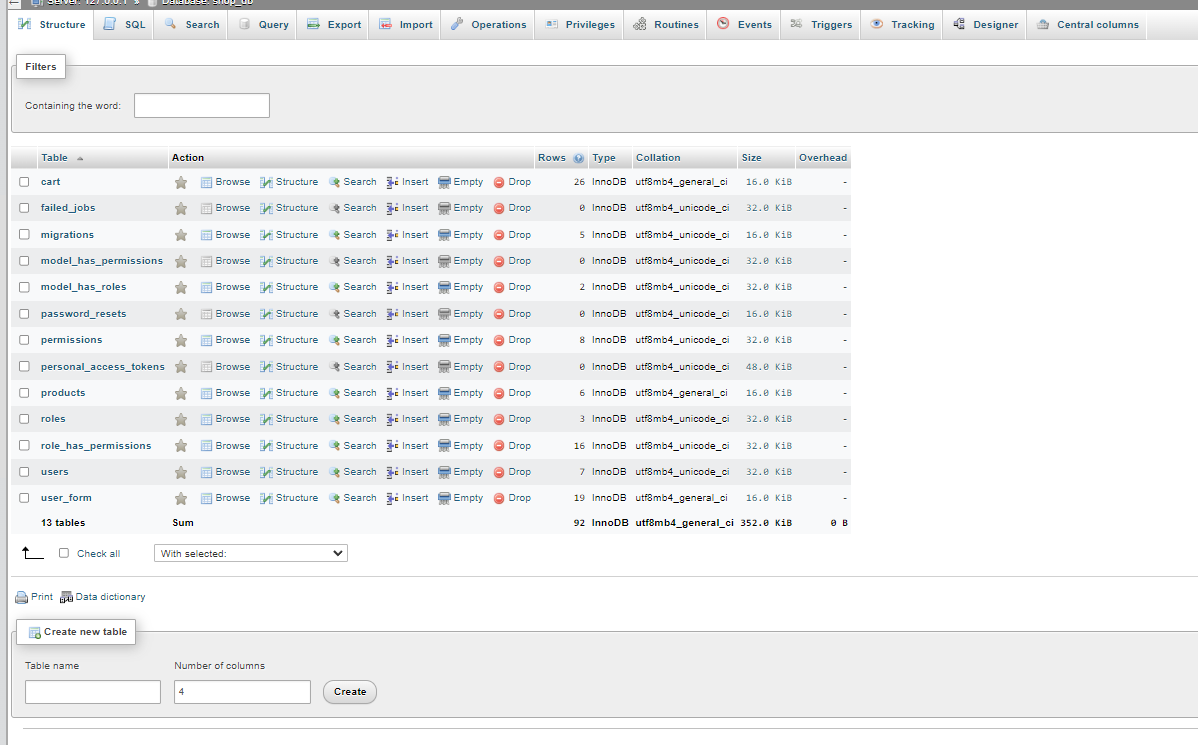 Server: 127.0.0.1 » Database: shop_db
Structure SQL Search Query Export Import Operations Privileges Routines Events Triggers Tracking Designer Central columns
Filters
Containing the word:
Table Action Rows Type Collation Size Overhead
cart Browse Structure Search Insert Empty Drop 26 InnoDB utf8mb4_general_ci 16.0 KiB -
failed_jobs Browse Structure Search Insert Empty Drop 0 InnoDB utf8mb4_unicode_ci 32.0 KiB -
migrations Browse Structure Search Insert Empty Drop 5 InnoDB utf8mb4_unicode_ci 16.0 KiB -
model_has_permissions Browse Structure Search Insert Empty Drop 0 InnoDB utf8mb4_unicode_ci 32.0 KiB -
model_has_roles Browse Structure Search Insert Empty Drop 2 InnoDB utf8mb4_unicode_ci 32.0 KiB -
password_resets Browse Structure Search Insert Empty Drop 0 InnoDB utf8mb4_unicode_ci 16.0 KiB -
permissions Browse Structure Search Insert Empty Drop 8 InnoDB utf8mb4_unicode_ci 32.0 KiB -
personal_access_tokens Browse Structure Search Insert Empty Drop 0 InnoDB utf8mb4_unicode_ci 48.0 KiB -
products Browse Structure Search Insert Empty Drop 6 InnoDB utf8mb4_general_ci 16.0 KiB -
roles Browse Structure Search Insert Empty Drop 3 InnoDB utf8mb4_unicode_ci 32.0 KiB -
role_has_permissions Browse Structure Search Insert Empty Drop 16 InnoDB utf8mb4_unicode_ci 32.0 KiB -
users Browse Structure Search Insert Empty Drop 7 InnoDB utf8mb4_unicode_ci 32.0 KiB -
user_form Browse Structure Search Insert Empty Drop 19 InnoDB utf8mb4_general_ci 16.0 KiB -
13 tables Sum 92 InnoDB utf8mb4_general_ci 352.0 KiB 0 B
Check all With selected:
Print Data dictionary
Create new table
Table name Number of columns
4 Create